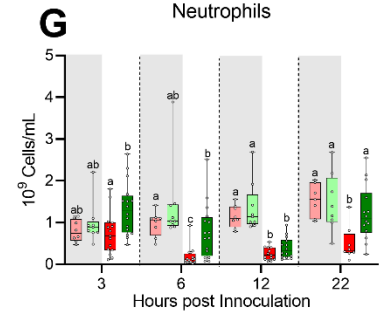 G
Neutrophils
10⁹ Cells/mL
5
4
3
2
1
0
ab ab a b
a ab c b
a a b b
a a b a
3 6 12 22
Hours post Innoculation